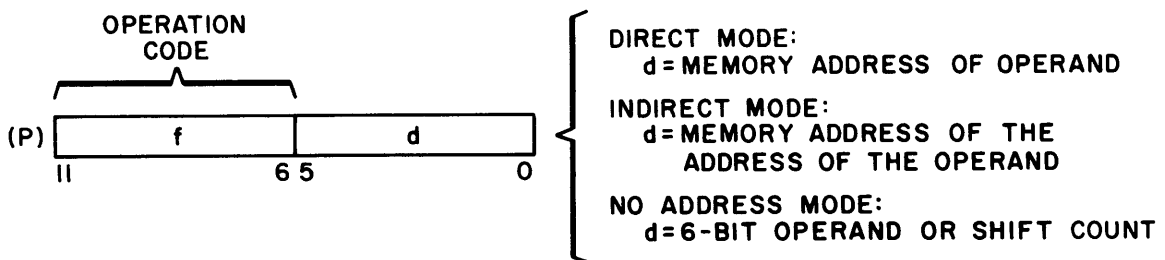 OPERATION
CODE
(P)
f
d
11
6 5
0
DIRECT MODE:
d=MEMORY ADDRESS OF OPERAND
INDIRECT MODE:
d=MEMORY ADDRESS OF THE
ADDRESS OF THE OPERAND
NO ADDRESS MODE:
d=6-BIT OPERAND OR SHIFT COUNT